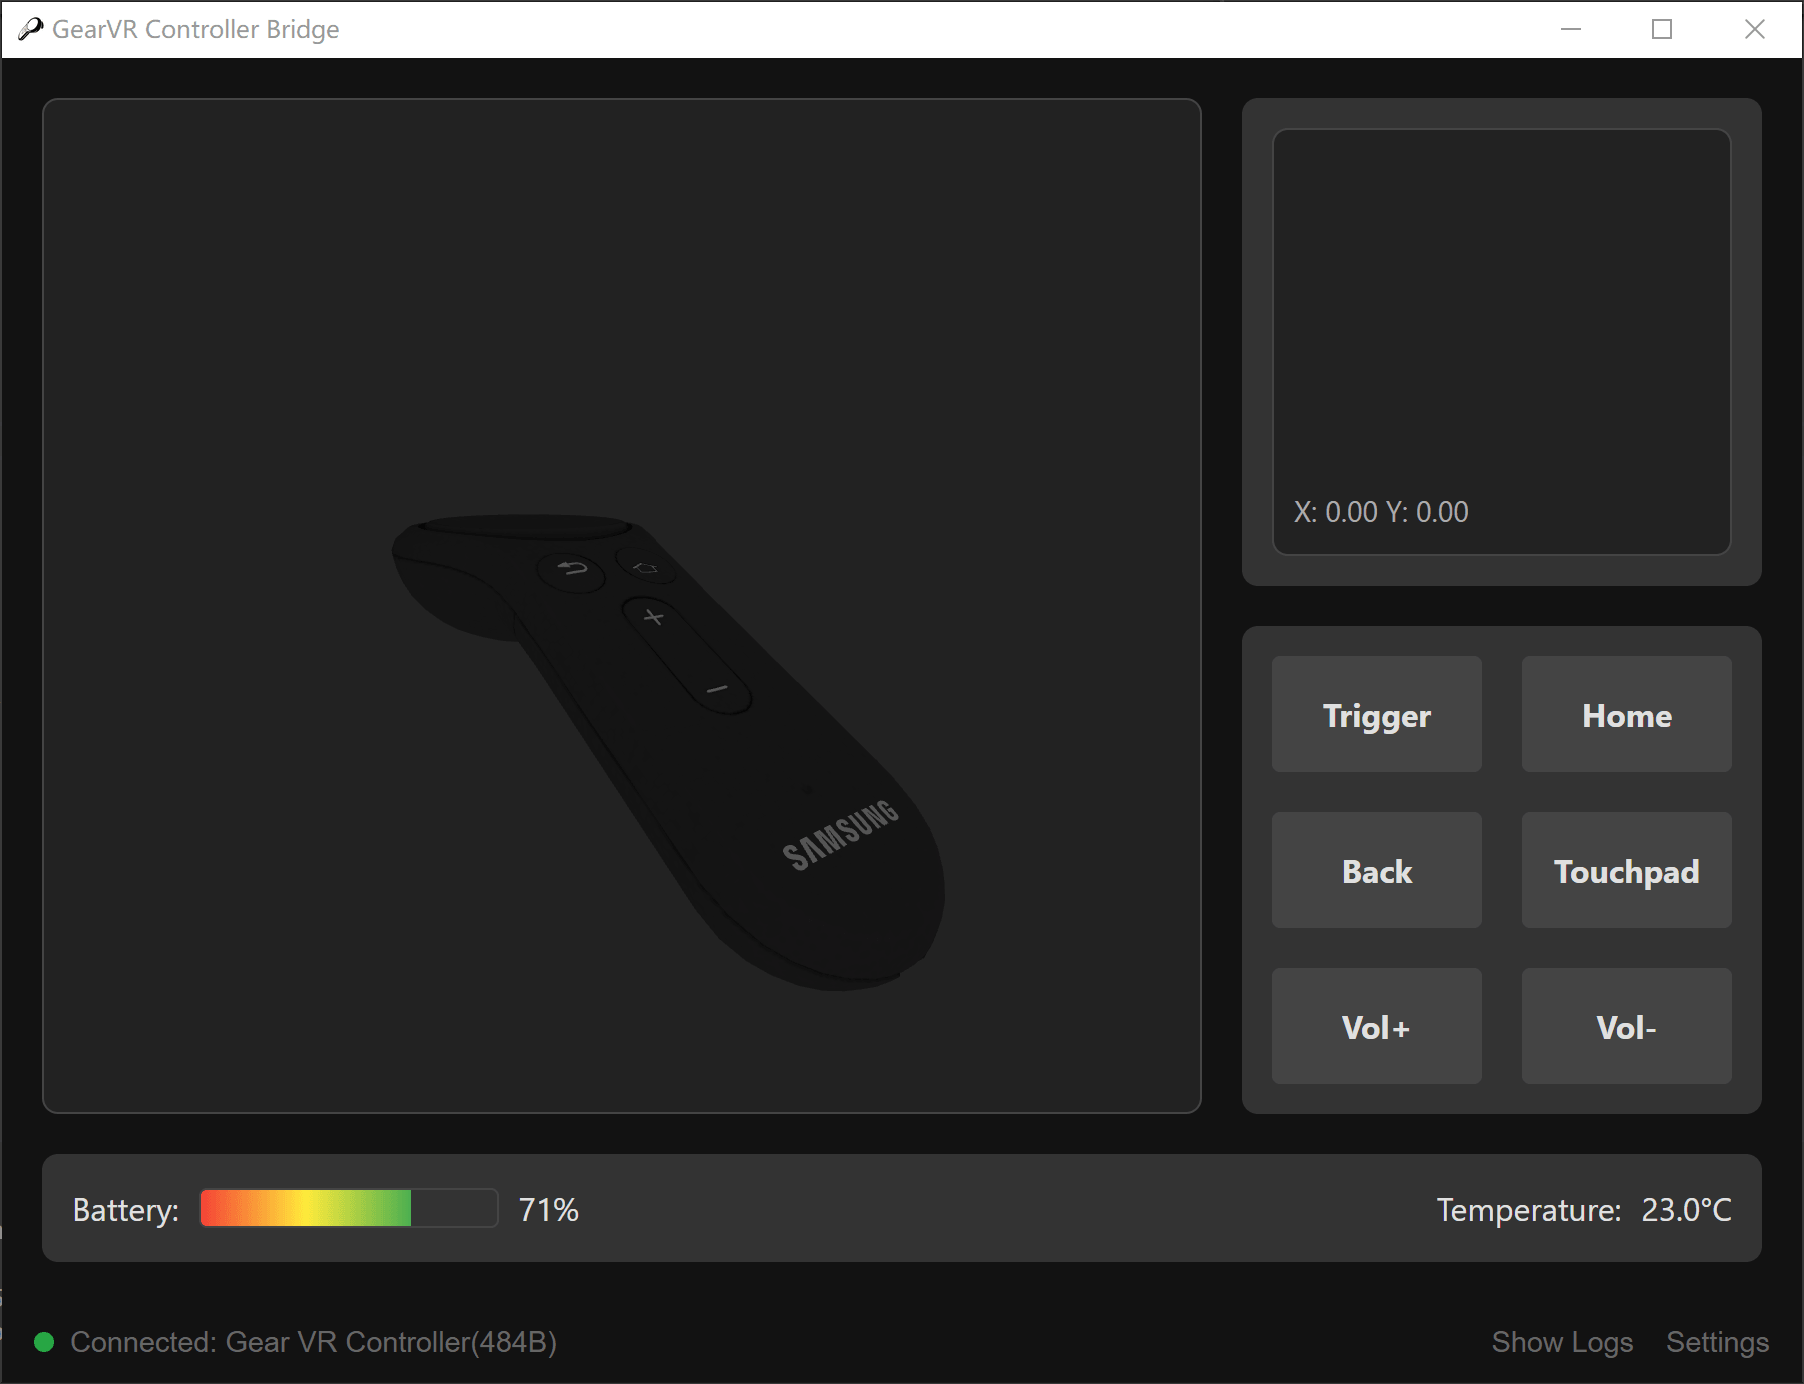 GearVR Controller Bridge
SAMSUNG
X: 0.00 Y: 0.00
Trigger
Home
Back
Touchpad
Vol+
Vol-
Battery:
71%
Temperature: 23.0°C
Connected: Gear VR Controller(484B)
Show Logs
Settings